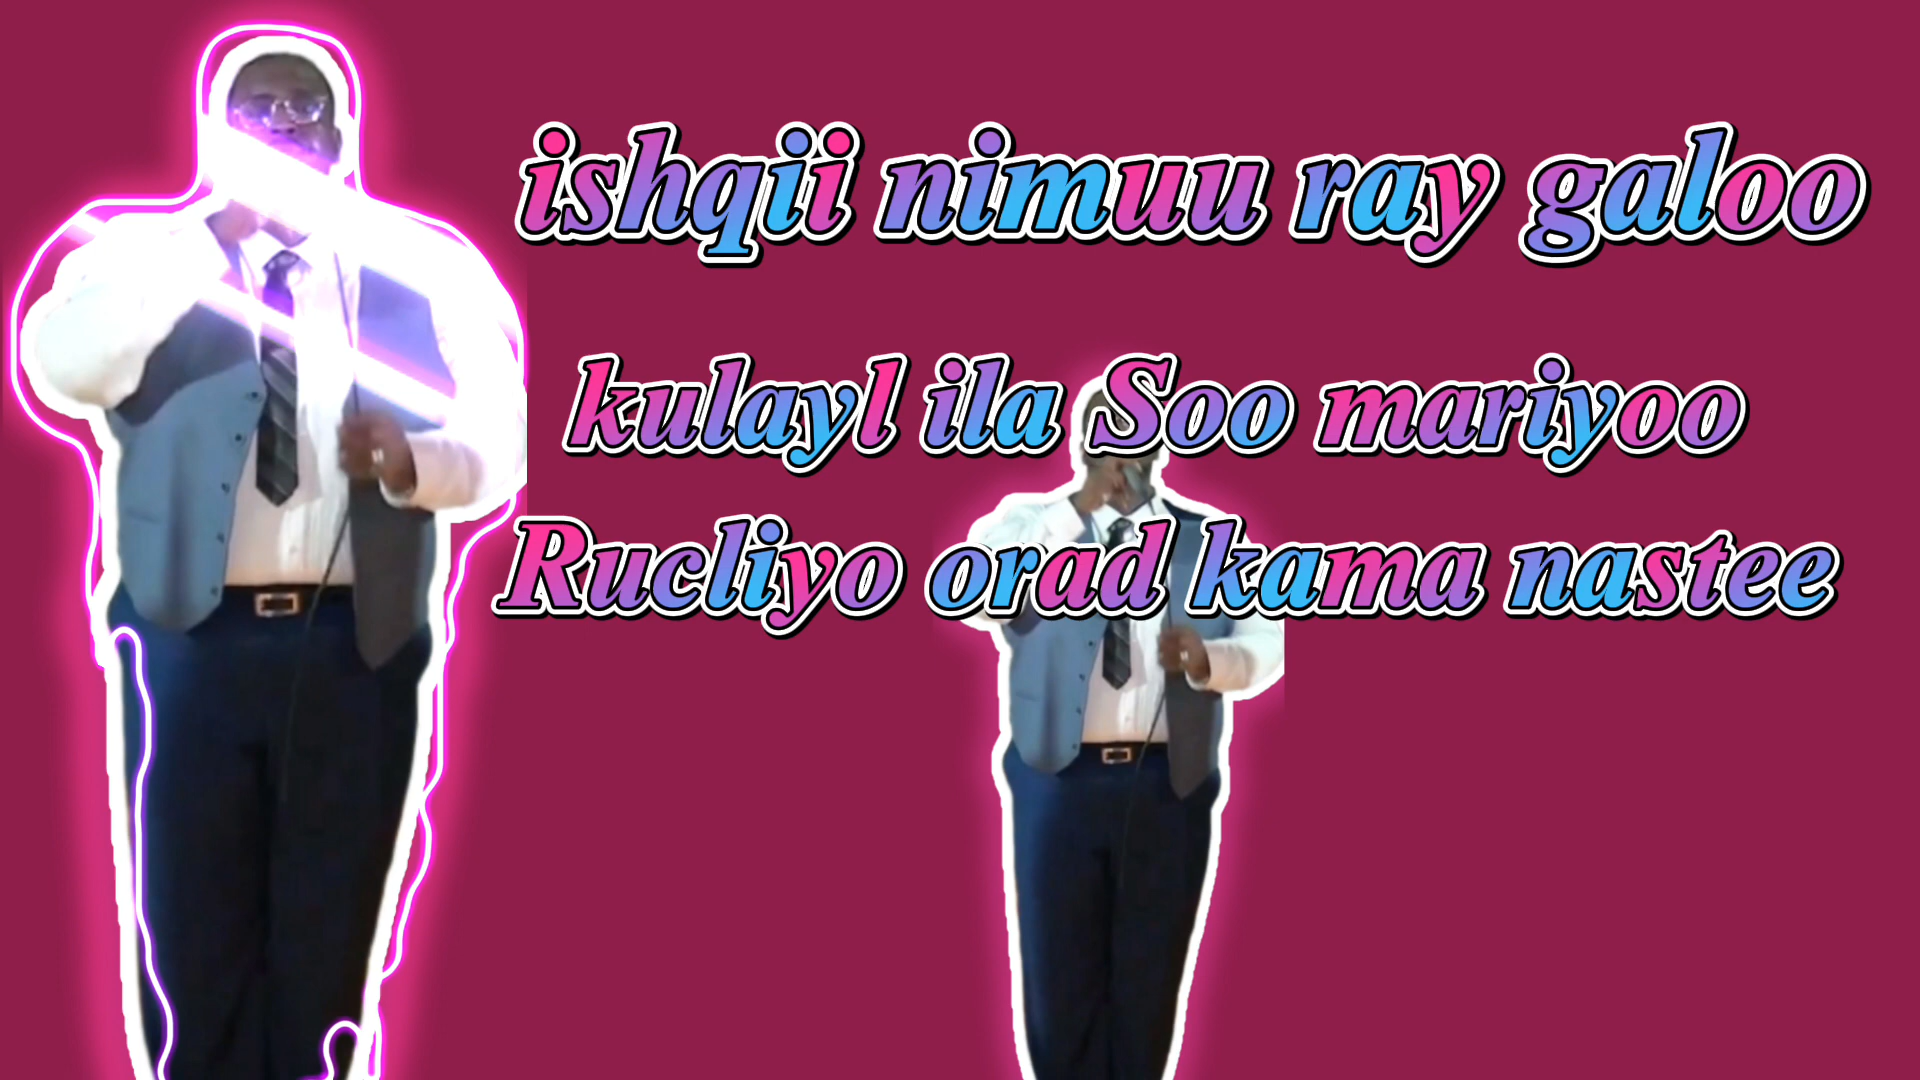 ishqii nimuu ray galoo
kulayl ila Soo mariyoo
Rucliyo orad kama nastee